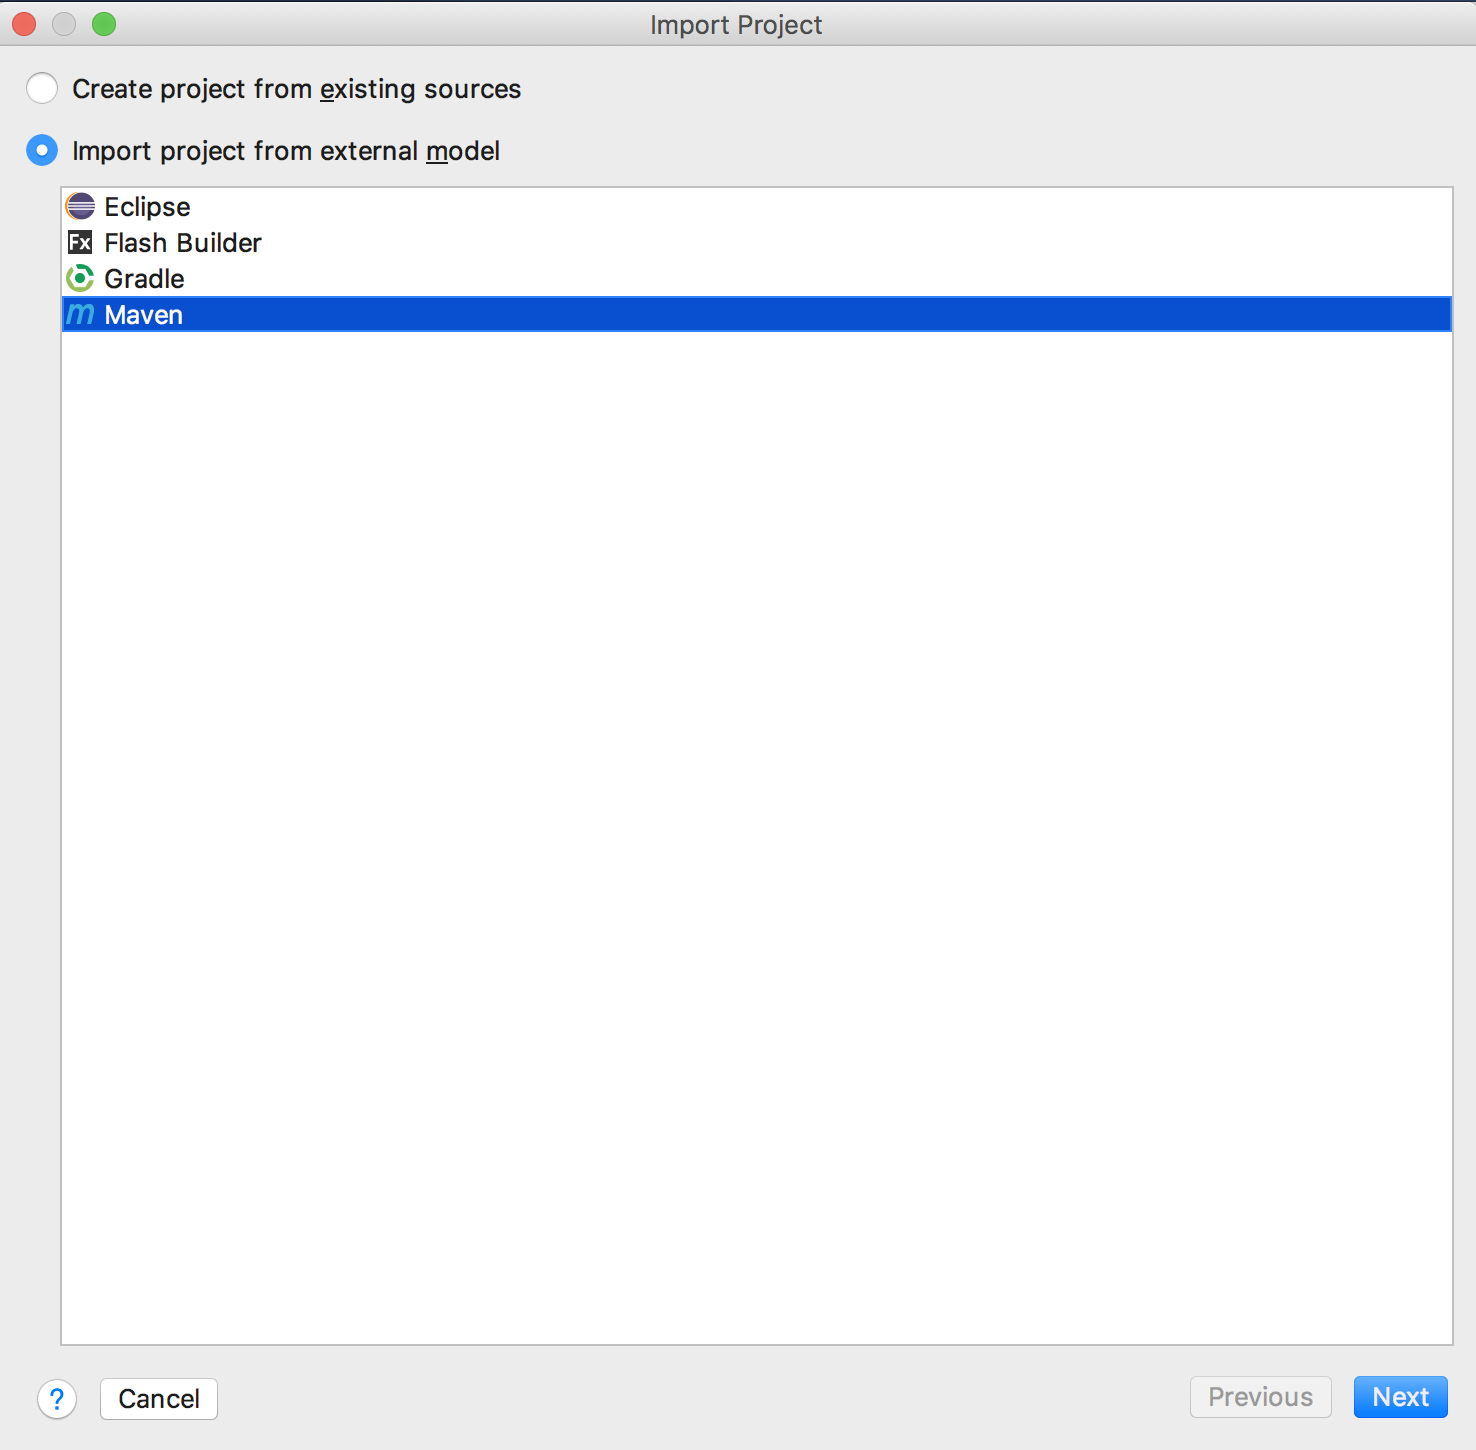 Import Project
Create project from existing sources
Import project from external model
Eclipse
Fx Flash Builder
Gradle
m Maven
? Cancel Previous Next